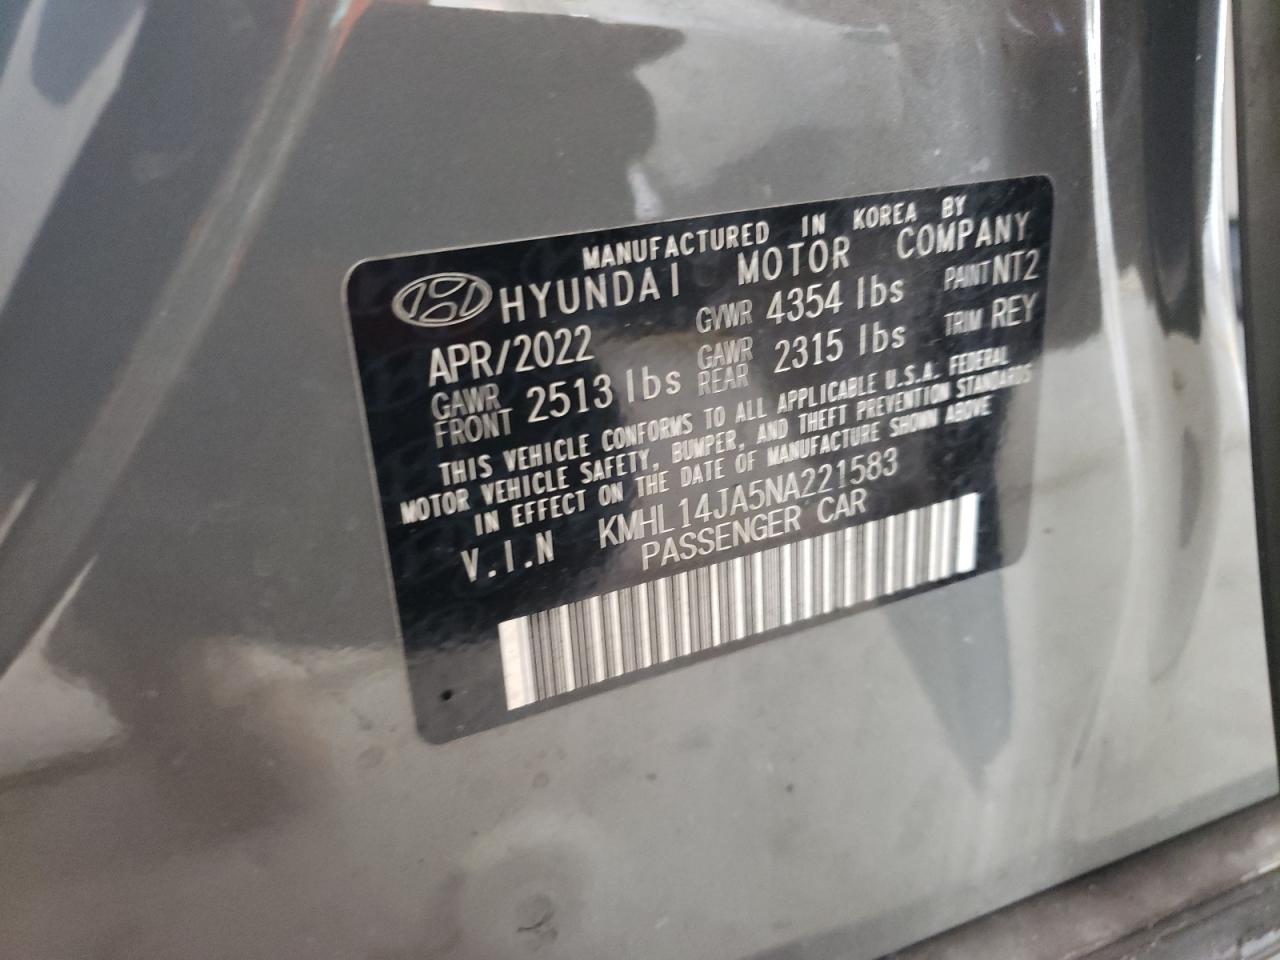 MANUFACTURED IN KOREA BY
HYUNDAI MOTOR COMPANY
APR/2022 GVWR 4354 lbs PAINT NT2
GAWR FRONT 2513 lbs GAWR REAR 2315 lbs TRIM REY
THIS VEHICLE CONFORMS TO ALL APPLICABLE U.S.A. FEDERAL
MOTOR VEHICLE SAFETY, BUMPER, AND THEFT PREVENTION STANDARDS
IN EFFECT ON THE DATE OF MANUFACTURE SHOWN ABOVE
V.I.N KMHL14JA5NA221583
PASSENGER CAR